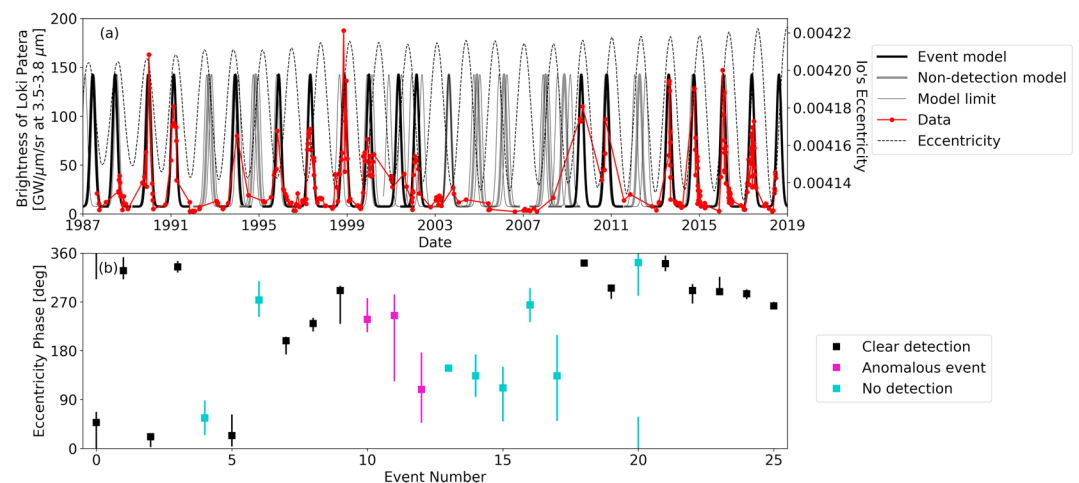 (a)
Brightness of Loki Patera
[GW/μm/sr at 3.5-3.8 μm]
200
150
100
50
0
1987
1991
1995
1999
2003
2007
2011
2015
2019
Date
0.00422
0.00420
0.00418
0.00416
0.00414
Io's Eccentricity
Event model
Non-detection model
Model limit
Data
Eccentricity
(b)
Eccentricity Phase [deg]
360
270
180
90
0
0
5
10
15
20
25
Event Number
Clear detection
Anomalous event
No detection